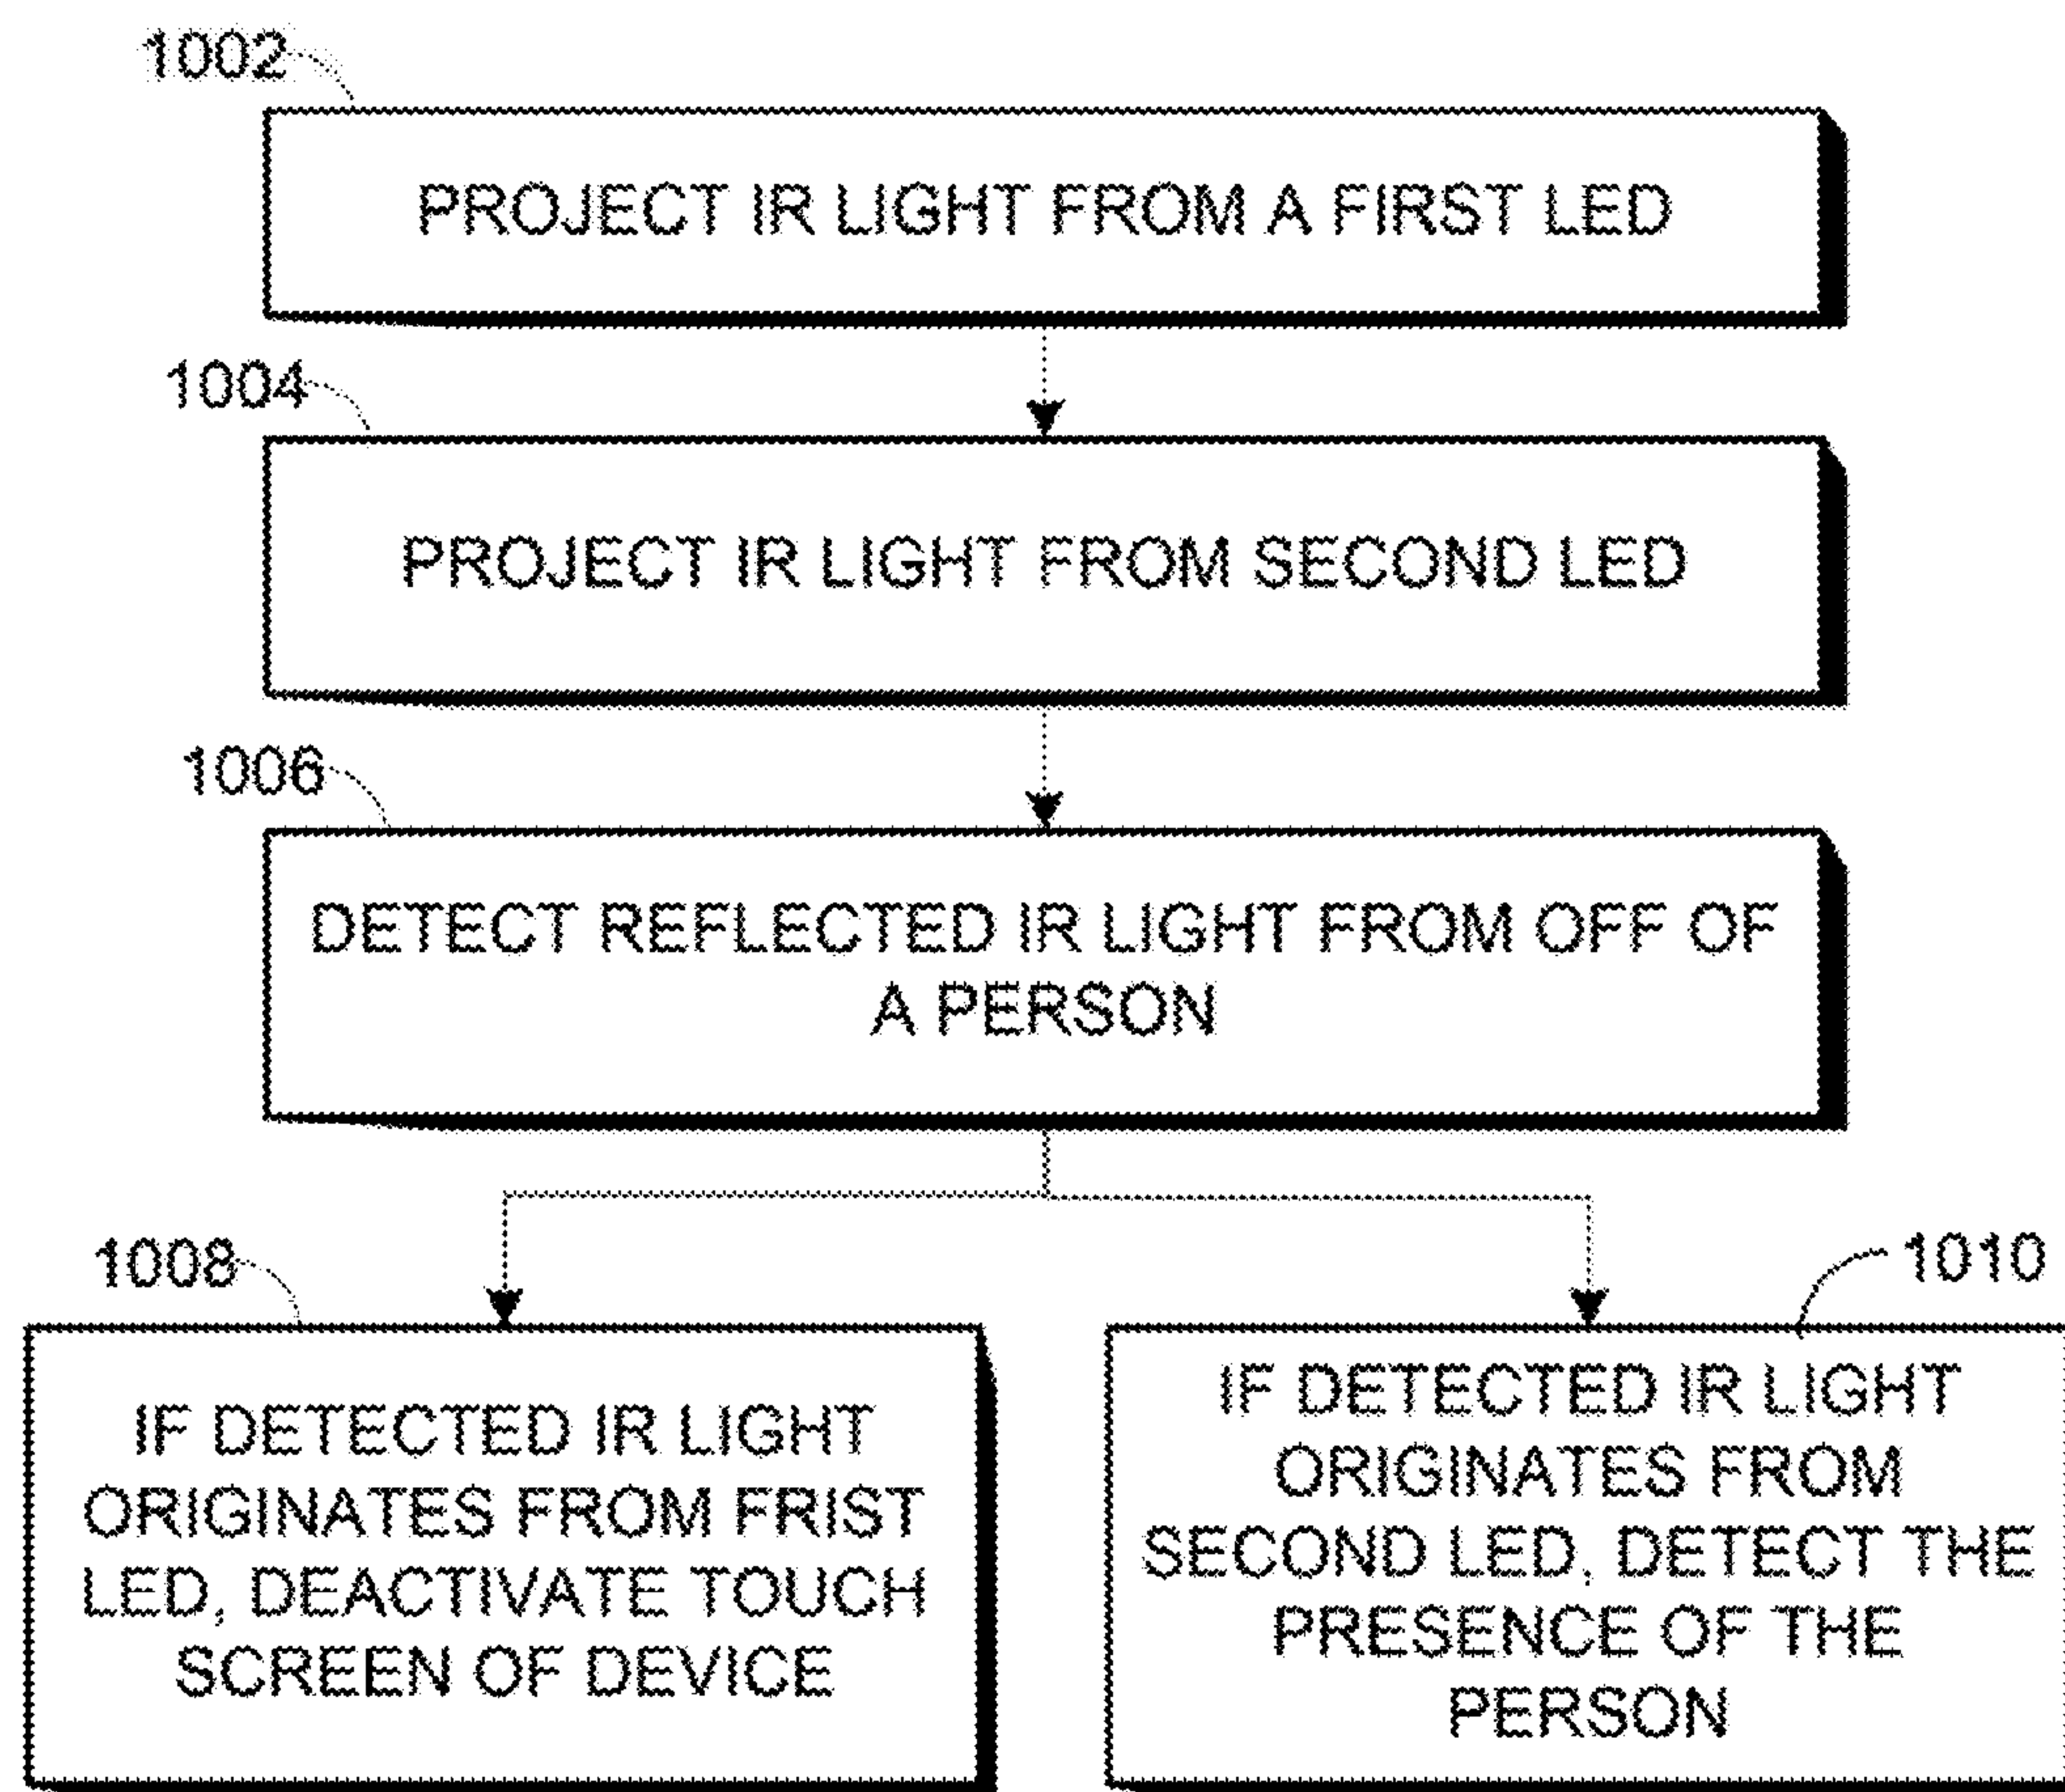 1002
PROJECT IR LIGHT FROM A FIRST LED
1004
PROJECT IR LIGHT FROM SECOND LED
1006
DETECT REFLECTED IR LIGHT FROM OFF OF
A PERSON
1008
IF DETECTED IR LIGHT
ORIGINATES FROM FRIST
LED, DEACTIVATE TOUCH
SCREEN OF DEVICE
1010
IF DETECTED IR LIGHT
ORIGINATES FROM
SECOND LED, DETECT THE
PRESENCE OF THE
PERSON